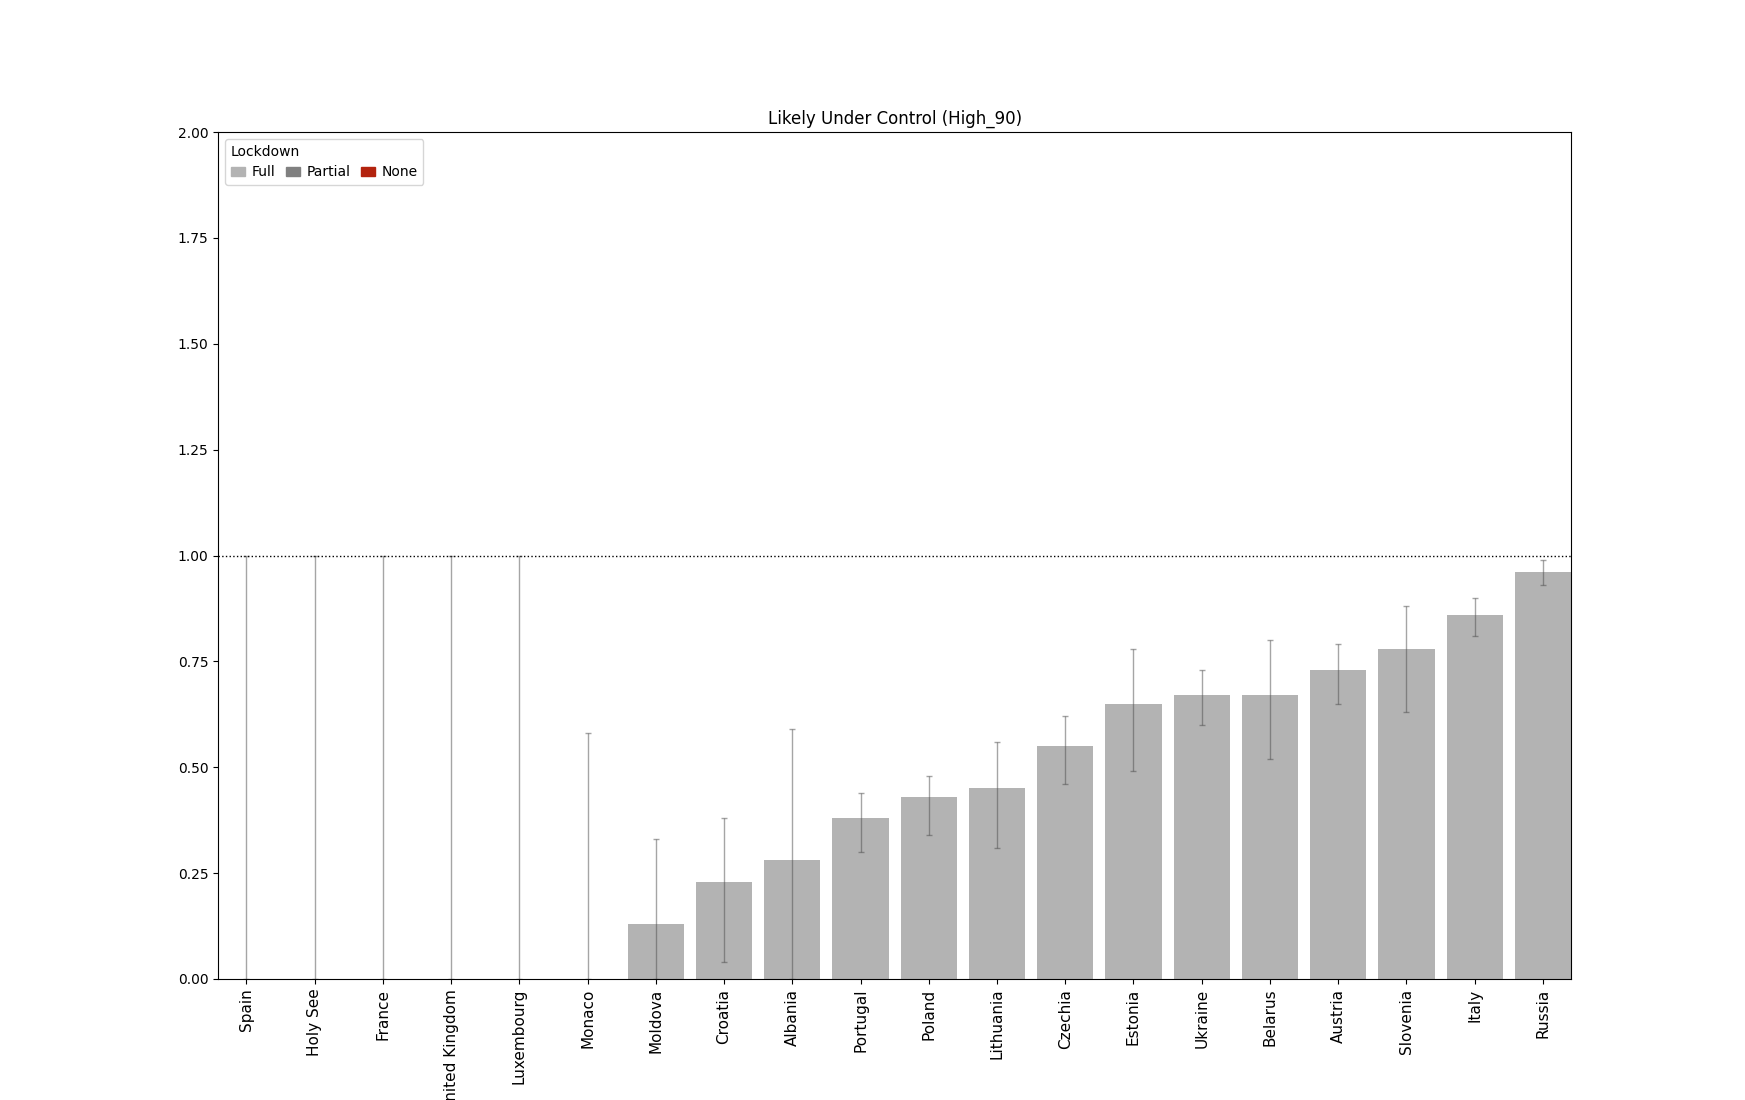 Likely Under Control (High_90)
Lockdown
Full Partial None
2.00
1.75
1.50
1.25
1.00
0.75
0.50
0.25
0.00
Spain
Holy See
France
nited Kingdom
Luxembourg
Monaco
Moldova
Croatia
Albania
Portugal
Poland
Lithuania
Czechia
Estonia
Ukraine
Belarus
Austria
Slovenia
Italy
Russia